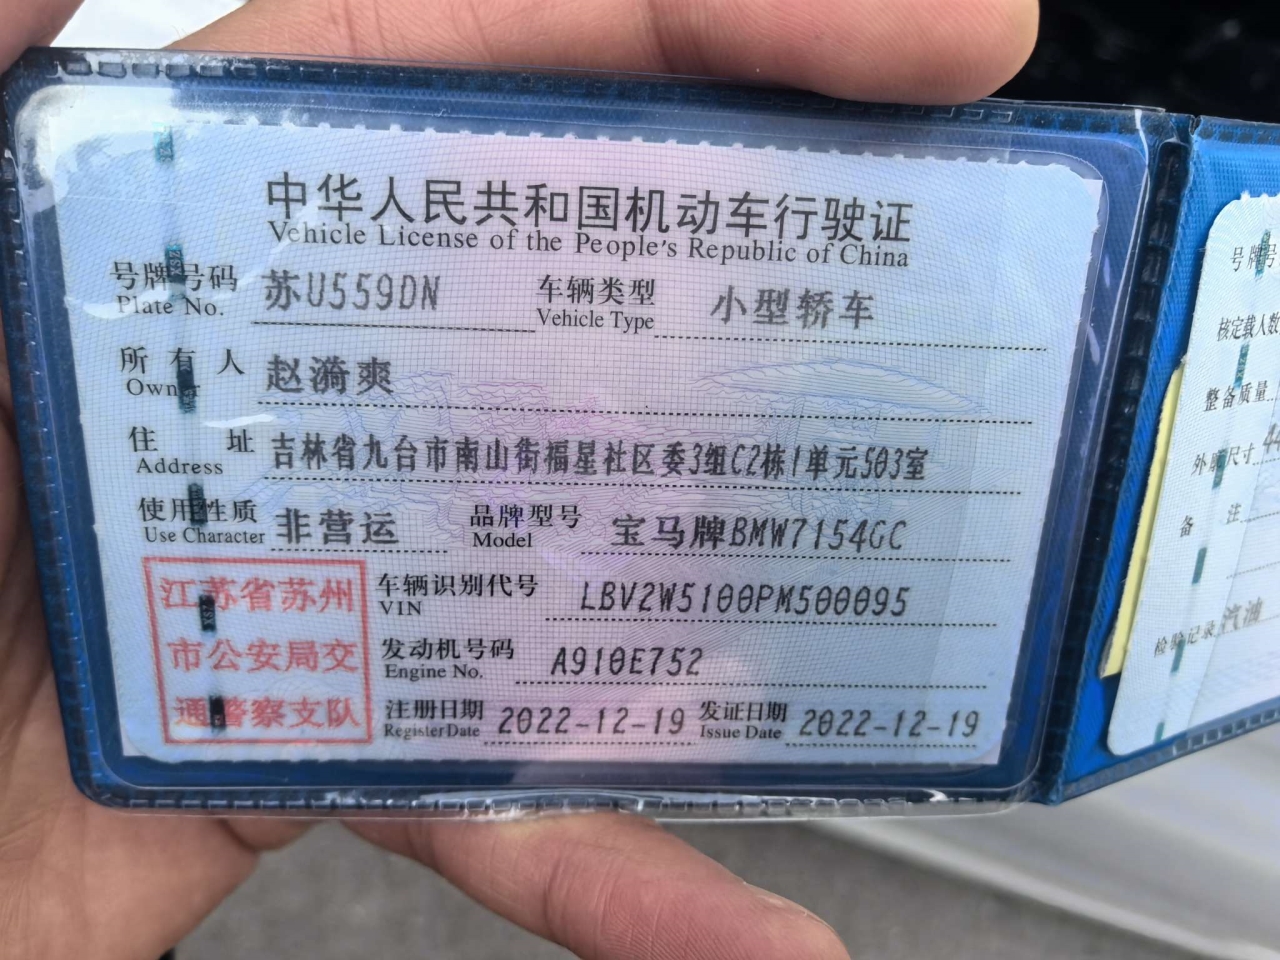 中华人民共和国机动车行驶证
Vehicle License of the People's Republic of China
号牌号码 苏U559DN 车辆类型 小型轿车
Plate No. Vehicle Type
所有人 赵漪爽
Owner
住址 吉林省九台市南山街福星社区委3组C2栋1单元503室
Address
使用性质 非营运 品牌型号 宝马牌BMW7154GC
Use Character Model
江苏省苏州
市公安局交
通警察支队
车辆识别代号 LBV2W5100PM500095
VIN
发动机号码 A910E752
Engine No.
注册日期 2022-12-19 发证日期 2022-12-19
Register Date Issue Date
号牌号
核定载人数
整备质量
外廓尺寸
备注
检验记录 汽油